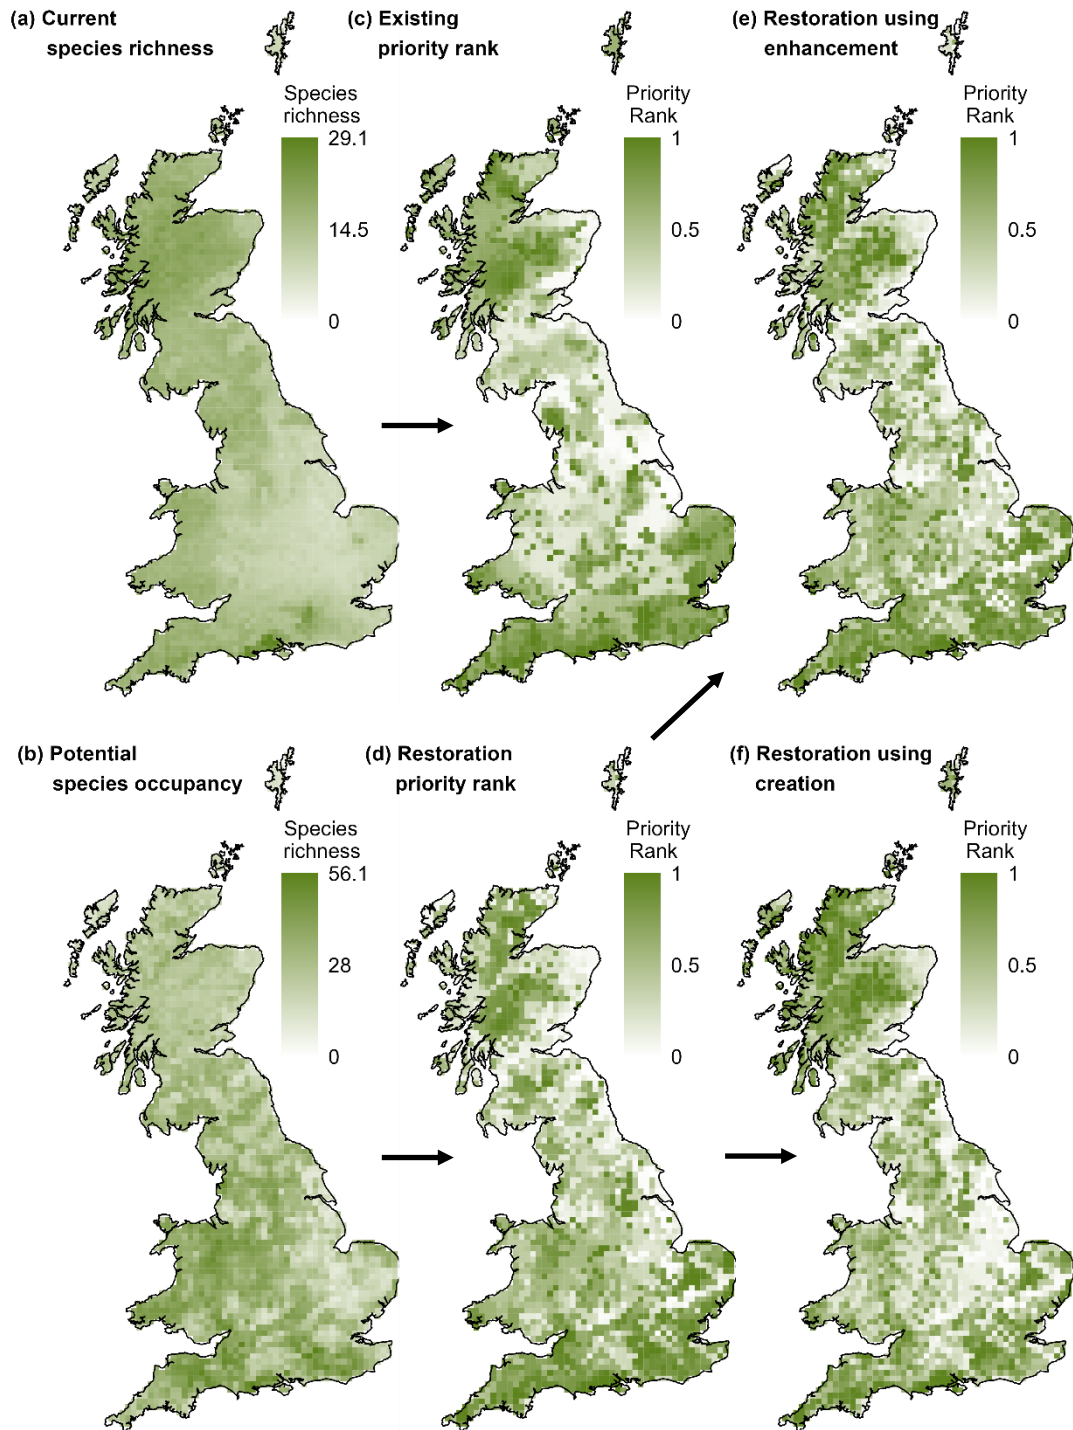 (a) Current
species richness
Species
richness
29.1
14.5
0
(c) Existing
priority rank
Priority
Rank
1
0.5
0
(e) Restoration using
enhancement
Priority
Rank
1
0.5
0
(b) Potential
species occupancy
Species
richness
56.1
28
0
(d) Restoration
priority rank
Priority
Rank
1
0.5
0
(f) Restoration using
creation
Priority
Rank
1
0.5
0